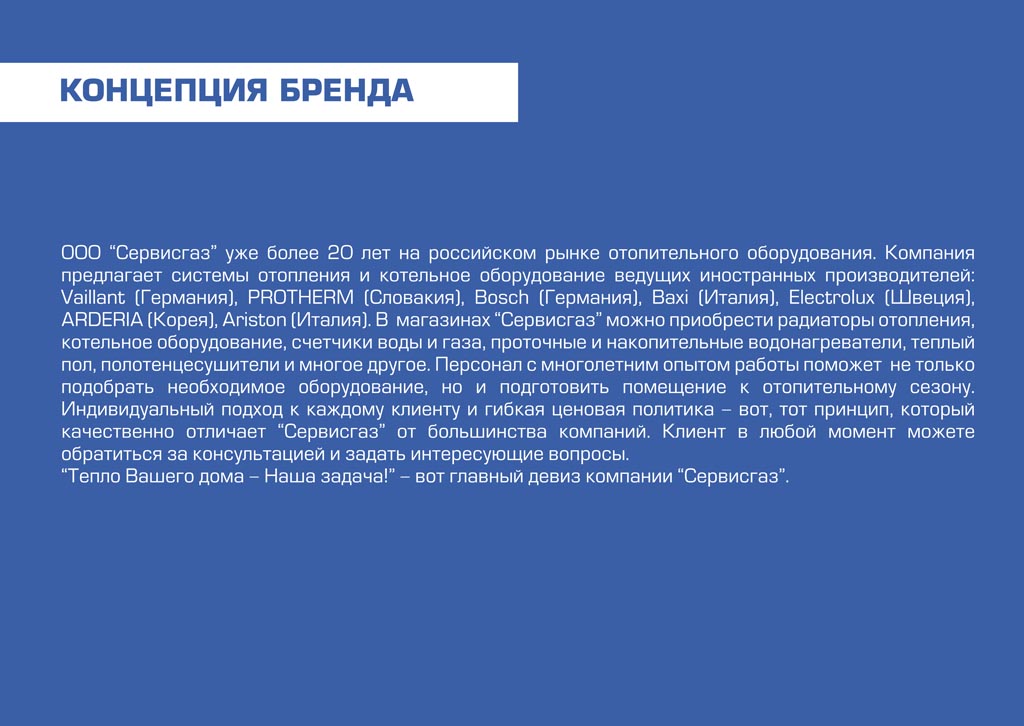 КОНЦЕПЦИЯ БРЕНДА
ООО “Сервисгаз” уже более 20 лет на российском рынке отопительного оборудования. Компания
предлагает системы отопления и котельное оборудование ведущих иностранных производителей:
Vaillant (Германия), PROTHERM (Словакия), Bosch (Германия), Baxi (Италия), Electrolux (Швеция),
ARDERIA (Корея), Ariston (Италия). В магазинах “Сервисгаз” можно приобрести радиаторы отопления,
котельное оборудование, счетчики воды и газа, проточные и накопительные водонагреватели, теплый
пол, полотенцесушители и многое другое. Персонал с многолетним опытом работы поможет не только
подобрать необходимое оборудование, но и подготовить помещение к отопительному сезону.
Индивидуальный подход к каждому клиенту и гибкая ценовая политика – вот, тот принцип, который
качественно отличает “Сервисгаз” от большинства компаний. Клиент в любой момент можете
обратиться за консультацией и задать интересующие вопросы.
“Тепло Вашего дома – Наша задача!” – вот главный девиз компании “Сервисгаз”.